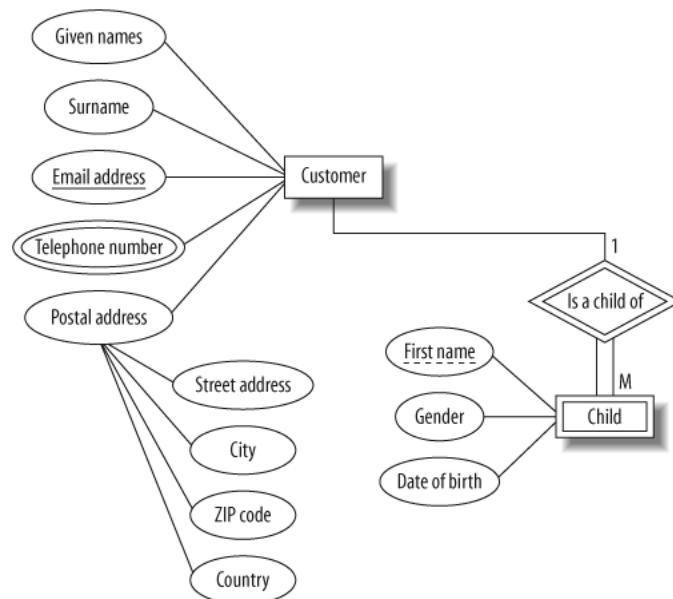 Given names
Surname
Email address
Customer
Telephone number
Postal address
1
Is a child of
First name
M
Street address
Gender
Child
City
Date of birth
ZIP code
Country